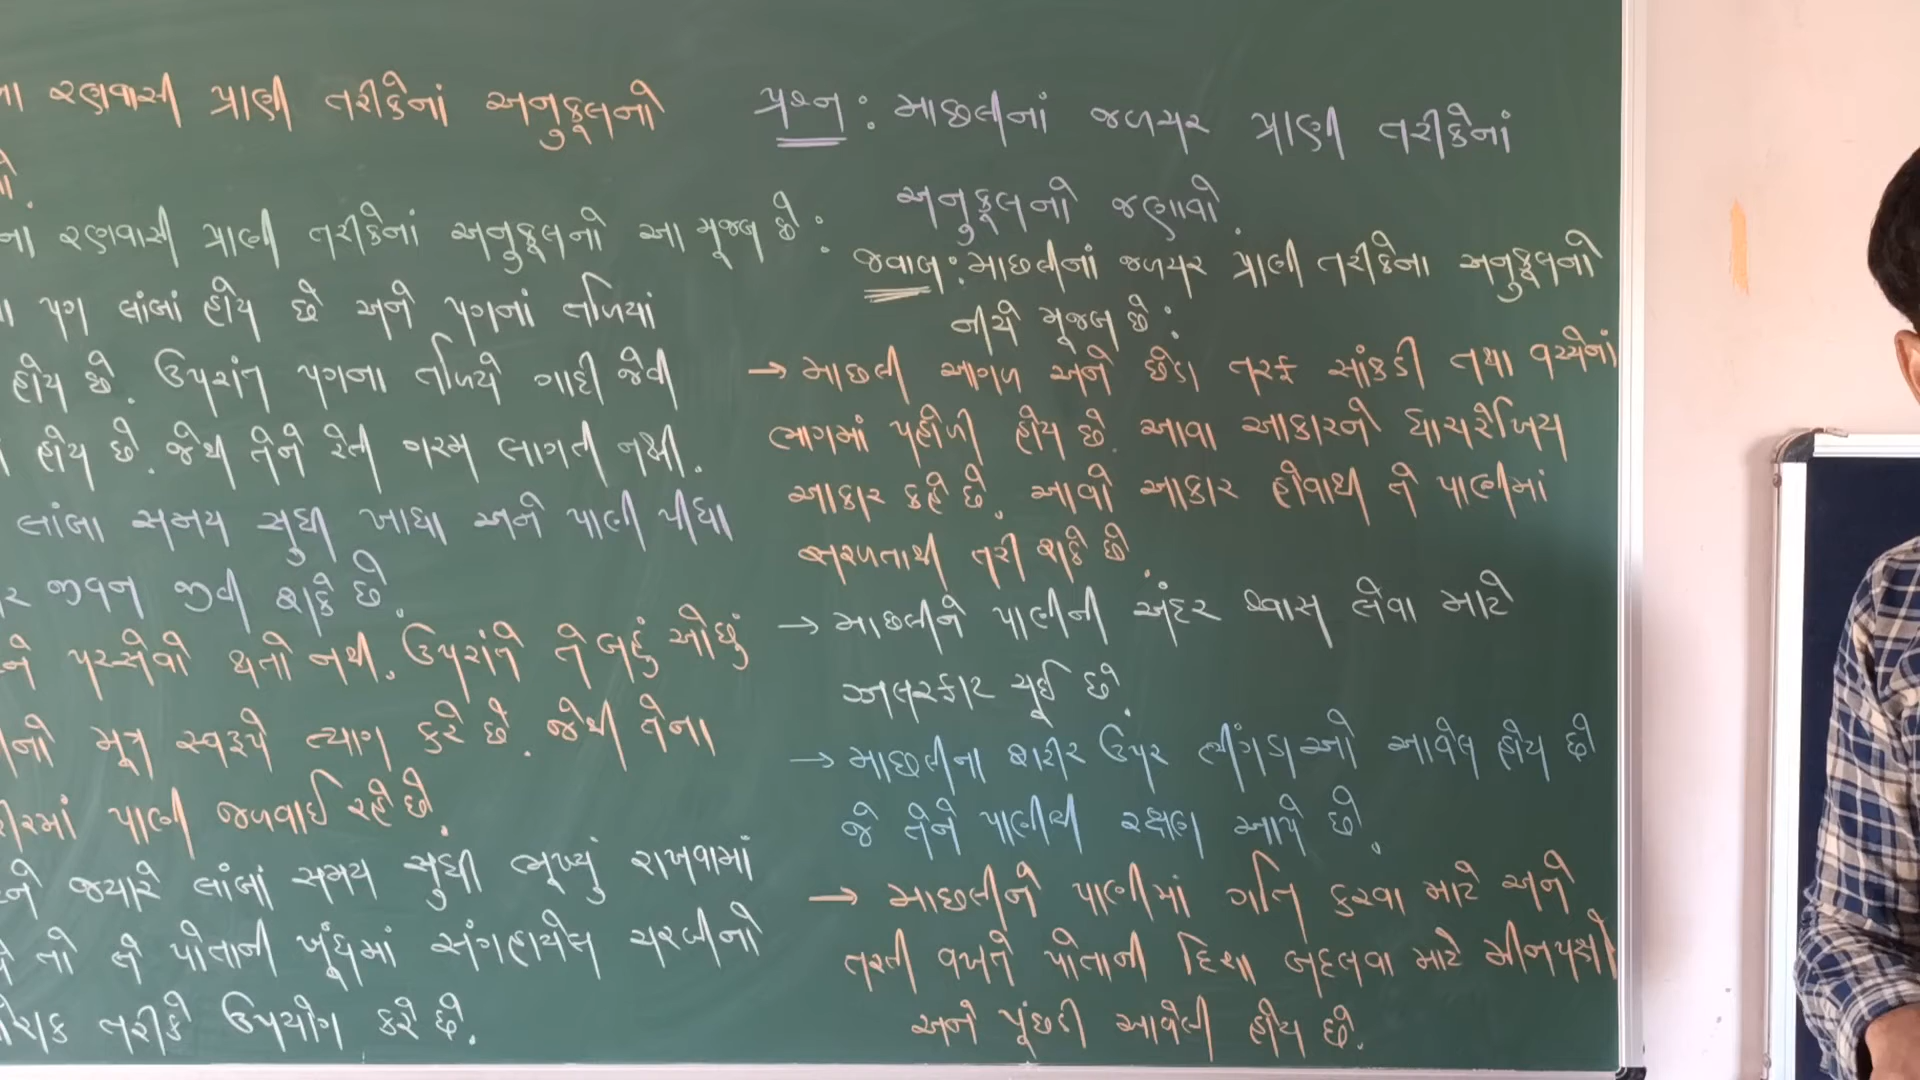 ના રણવાસી પ્રાણી તરીકેનાં અનુકૂલનો
નાં રણવાસી પ્રાણી તરીકેનાં અનુકૂલનો આ મૂજબ છે :
પગ લાંબાં હોય છે અને પગનાં તળિયાં
હોય છે. ઉપરાંત પગના તળિયે ગાદી જેવી
હોય છે. જેથી તેને રેતી ગરમ લાગતી નથી.
લાંબા સમય સુધી ખાધા અને પાણી પીધા
જીવન જીવી શકે છે.
ને પરસેવો થતો નથી. ઉપરાંત તે બહું ઓછું
મૂત્ર સ્વરૂપે ત્યાગ કરે છે. જેથી તેના
પાણી જળવાઈ રહે છે.
ને જ્યારે લાંબાં સમય સુધી ભૂખ્યું રાખવામાં
તો તે પોતાની ખૂંધમાં સંગ્રહાયેલ ચરબીનો
તરીકે ઉપયોગ કરે છે.
પ્રશ્ન : માછલીનાં જળચર પ્રાણી તરીકેનાં
અનુકૂલનો જણાવો.
જવાબ : માછલીનાં જળચર પ્રાણી તરીકેના અનુકૂલનો
નીચે મૂજબ છે :
→ માછલી આગળ અને છેડા તરફ સાંકડી તથા વચ્ચેનાં
ભાગમાં પહોળી હોય છે. આવા આકારને ધારારેખિય
આકાર કહે છે. આવો આકાર હોવાથી તે પાણીમાં
સરળતાથી તરી શકે છે.
→ માછલીને પાણીની અંદર શ્વાસ લેવા માટે
ઝાલરફાટ ચૂઈ છે.
→ માછલીના શરીર ઉપર ભીંગડાઓ આવેલ હોય છે
જે તેને પાણીથી રક્ષણ આપે છે.
→ માછલીને પાણીમાં ગતિ કરવા માટે અને
તરતી વખતે પોતાની દિશા બદલવા માટે મીનપક્ષો
અને પૂંછડી આવેલી હોય છે.